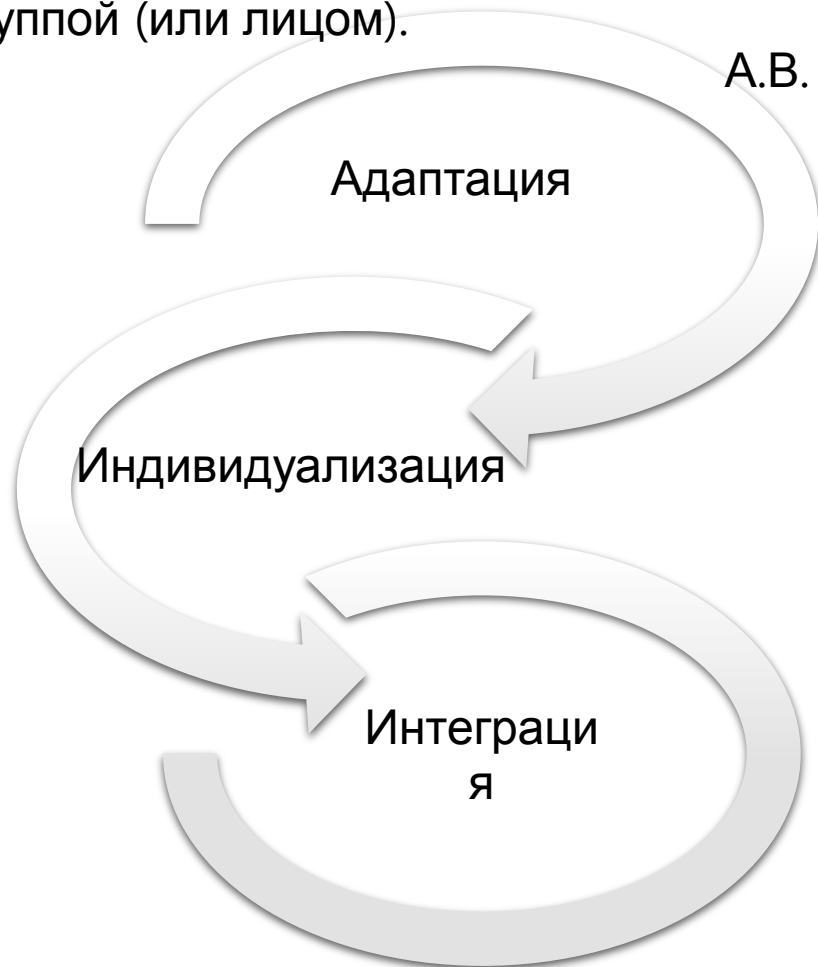 уппой (или лицом).
А.В.
Адаптация
Индивидуализация
Интеграци
я